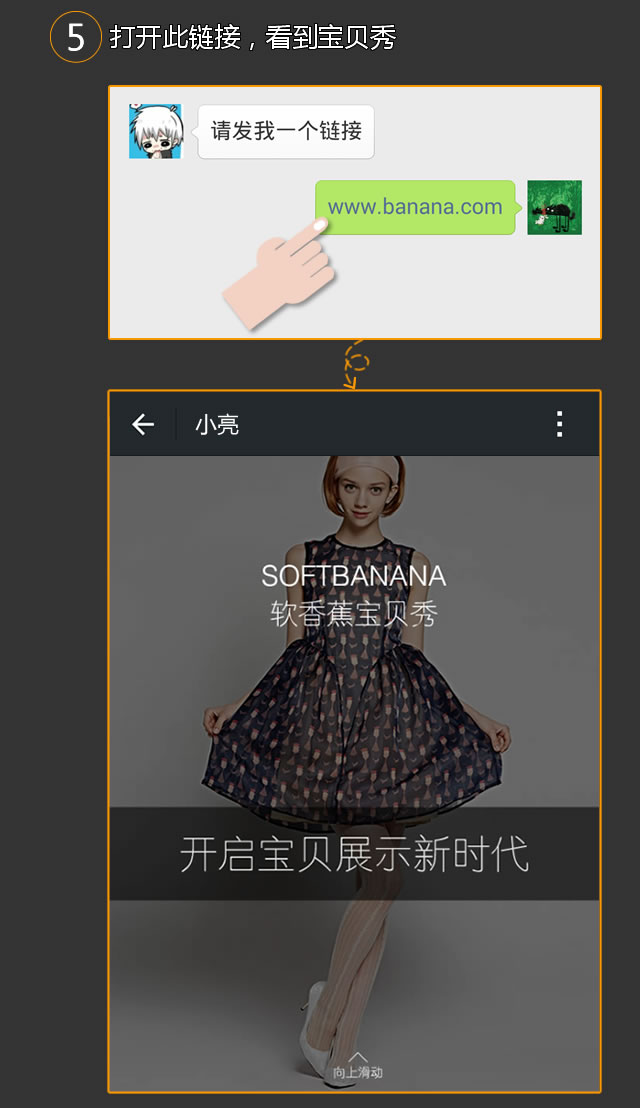 5 打开此链接，看到宝贝秀
请发我一个链接
www.banana.com
小亮
SOFTBANANA
软香蕉宝贝秀
开启宝贝展示新时代
向上滑动